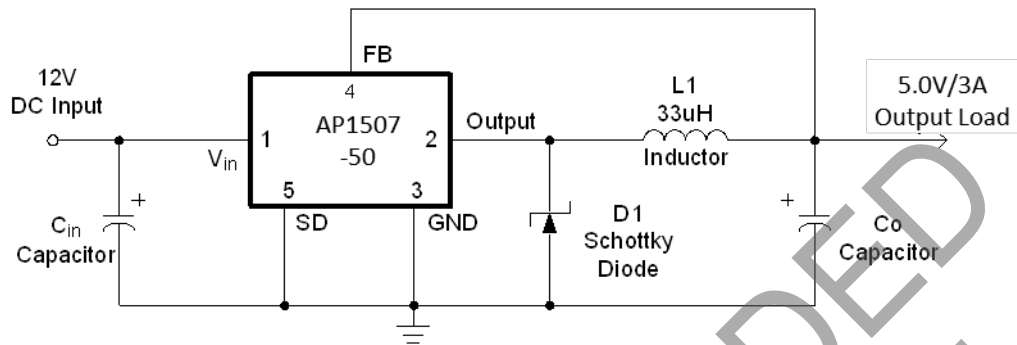 12V
DC Input
FB
4
AP1507
-50
1
2
Vin
5
3
SD
GND
Output
L1
33uH
Inductor
5.0V/3A
Output Load
+
Cin
Capacitor
D1
Schottky
Diode
+
Co
Capacitor
DED